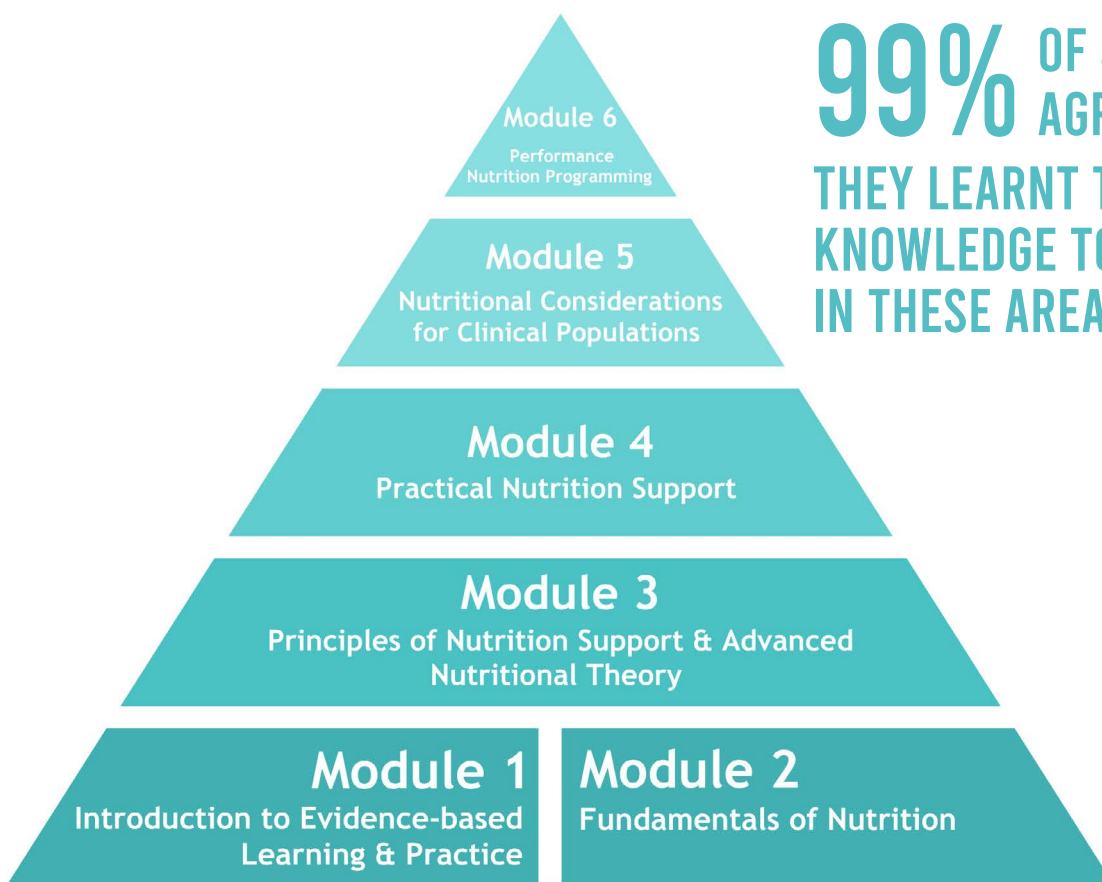 Module 6
Performance
Nutrition Programming
Module 5
Nutritional Considerations
for Clinical Populations
Module 4
Practical Nutrition Support
Module 3
Principles of Nutrition Support & Advanced
Nutritional Theory
Module 1
Introduction to Evidence-based
Learning & Practice
Module 2
Fundamentals of Nutrition
99% OF
THEY LEARNT
KNOWLEDGE
IN THESE